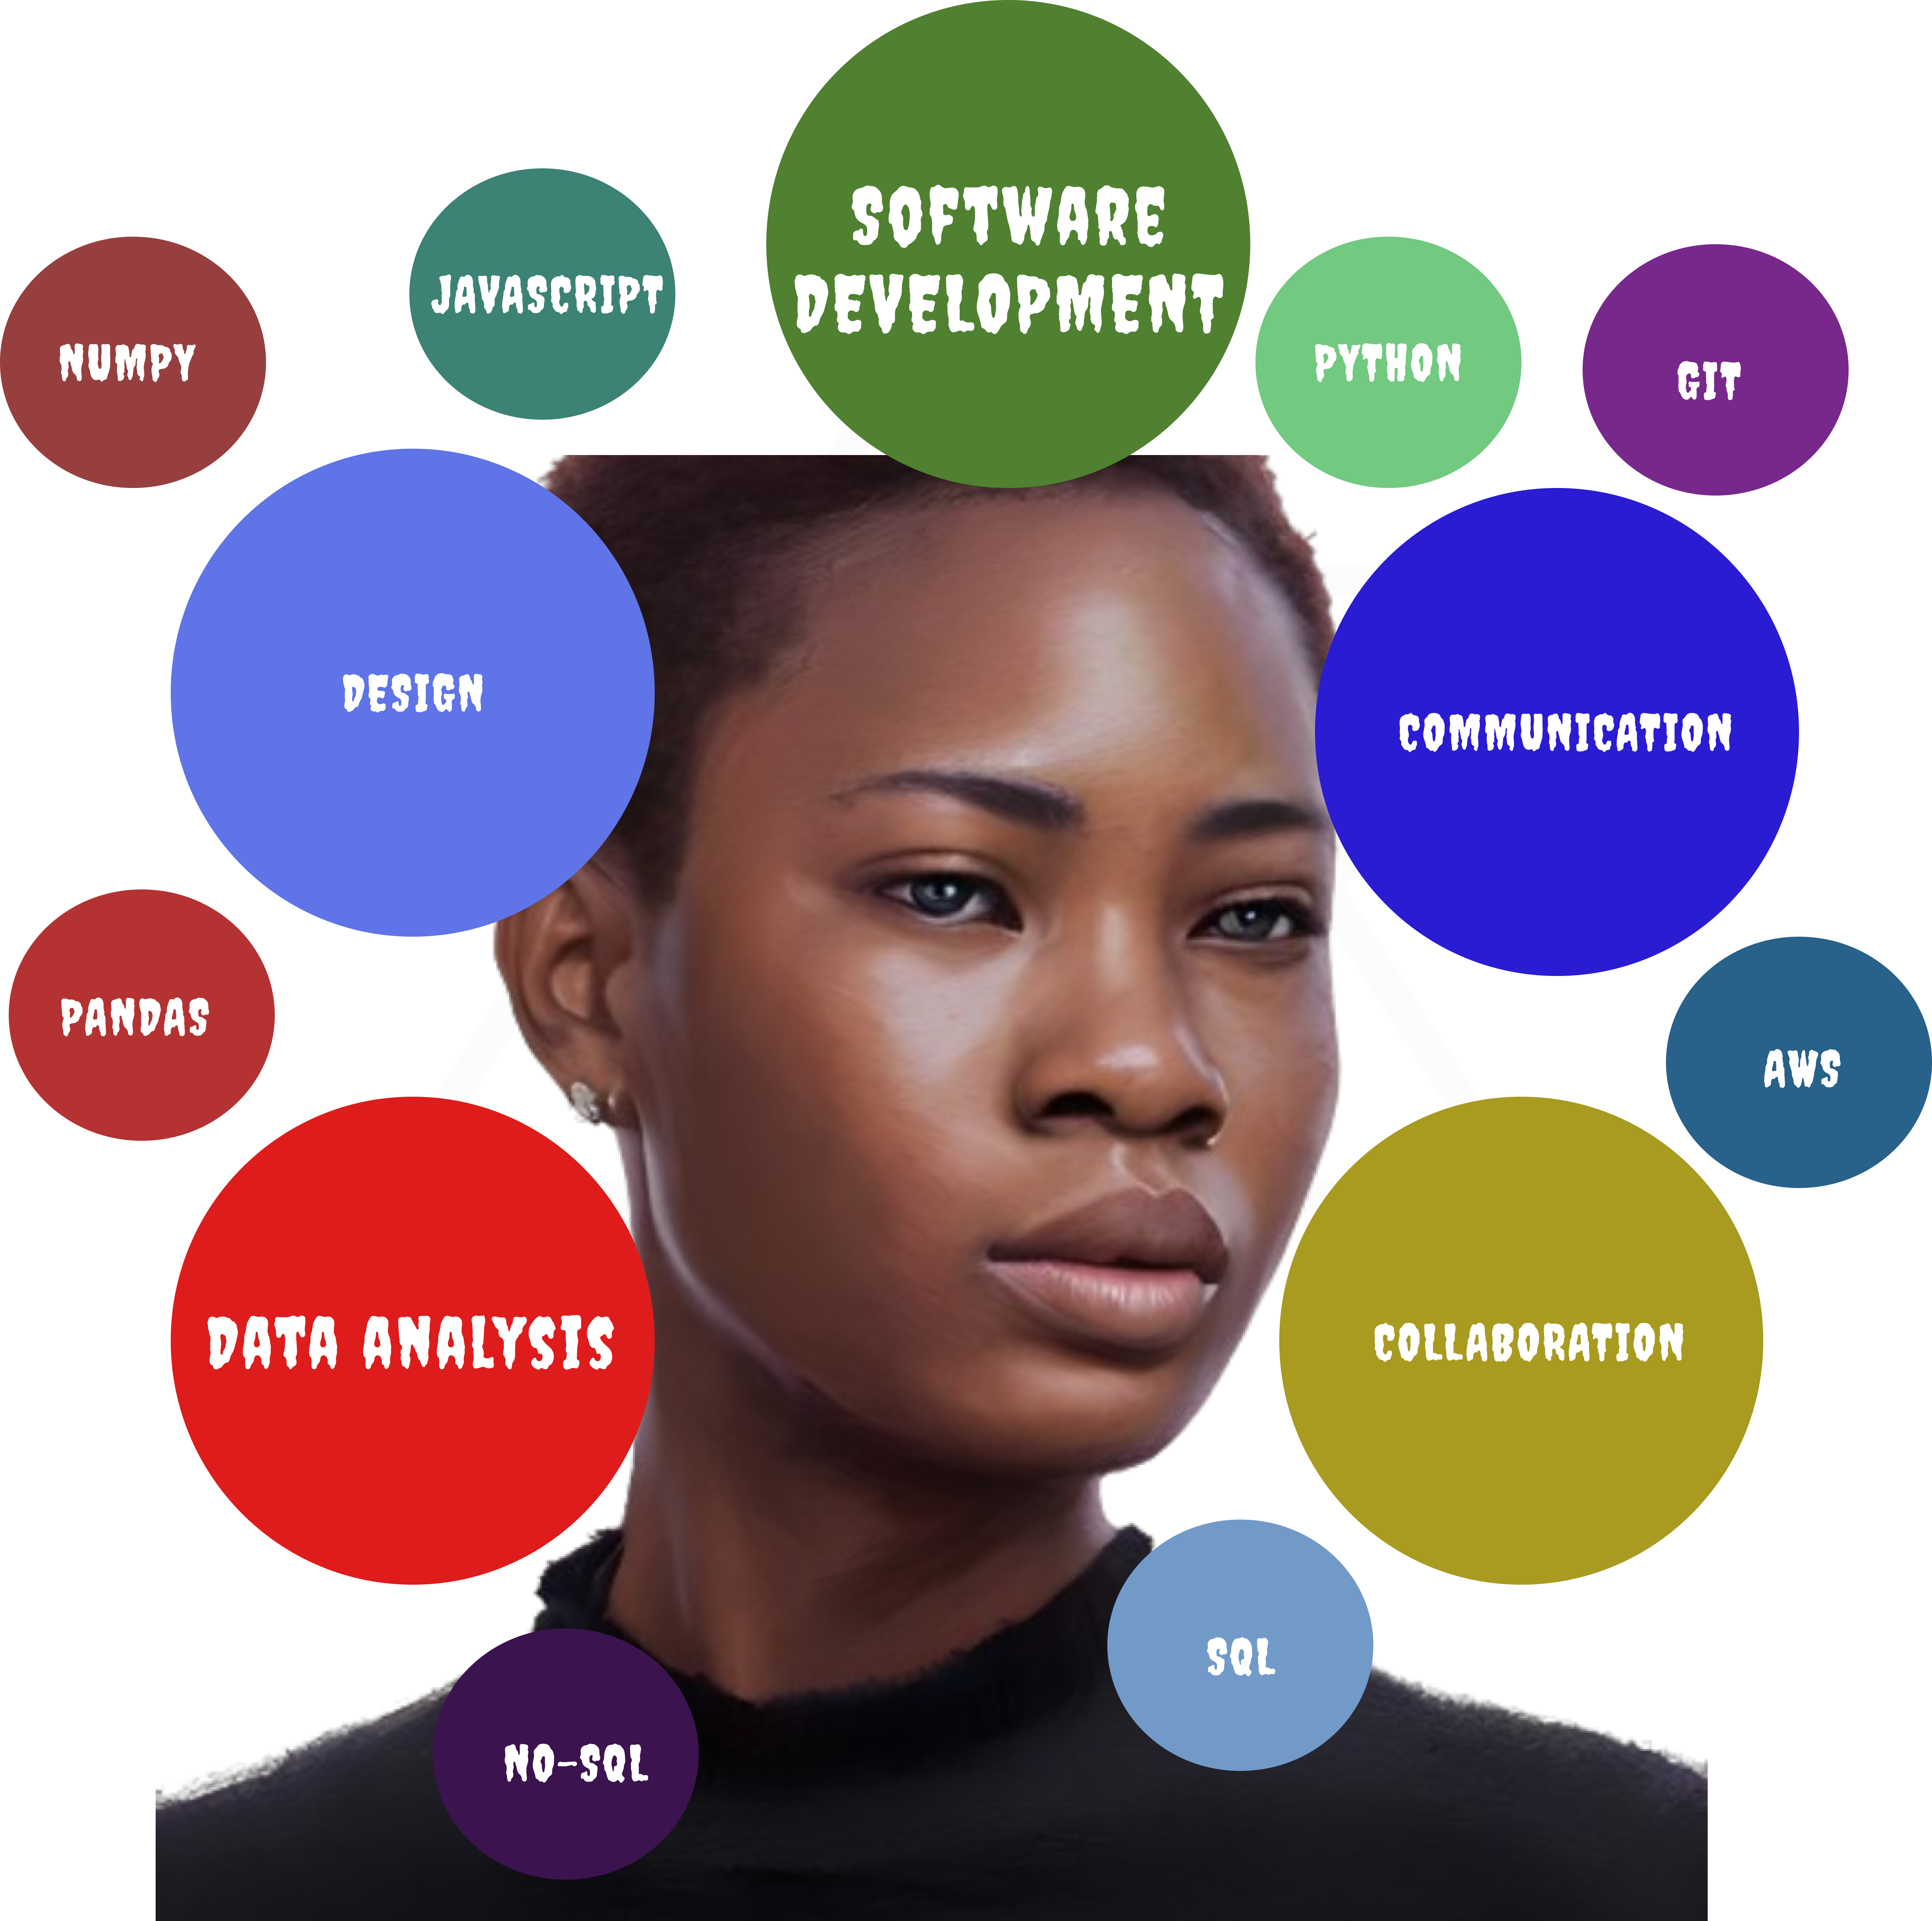 SOFTWARE
DEVELOPMENT
JAVASCRIPT
NUMPY
PYTHON
GIT
DESIGN
COMMUNICATION
PANDAS
AWS
DATA ANALYSIS
COLLABORATION
SQL
NO-SQL